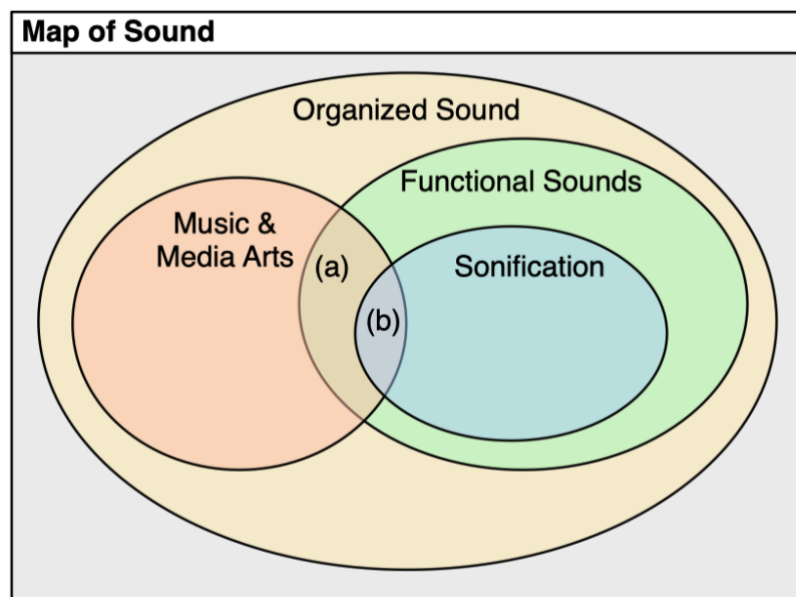 Map of Sound
Organized Sound
Functional Sounds
Music &
Media Arts
(a)
Sonification
(b)